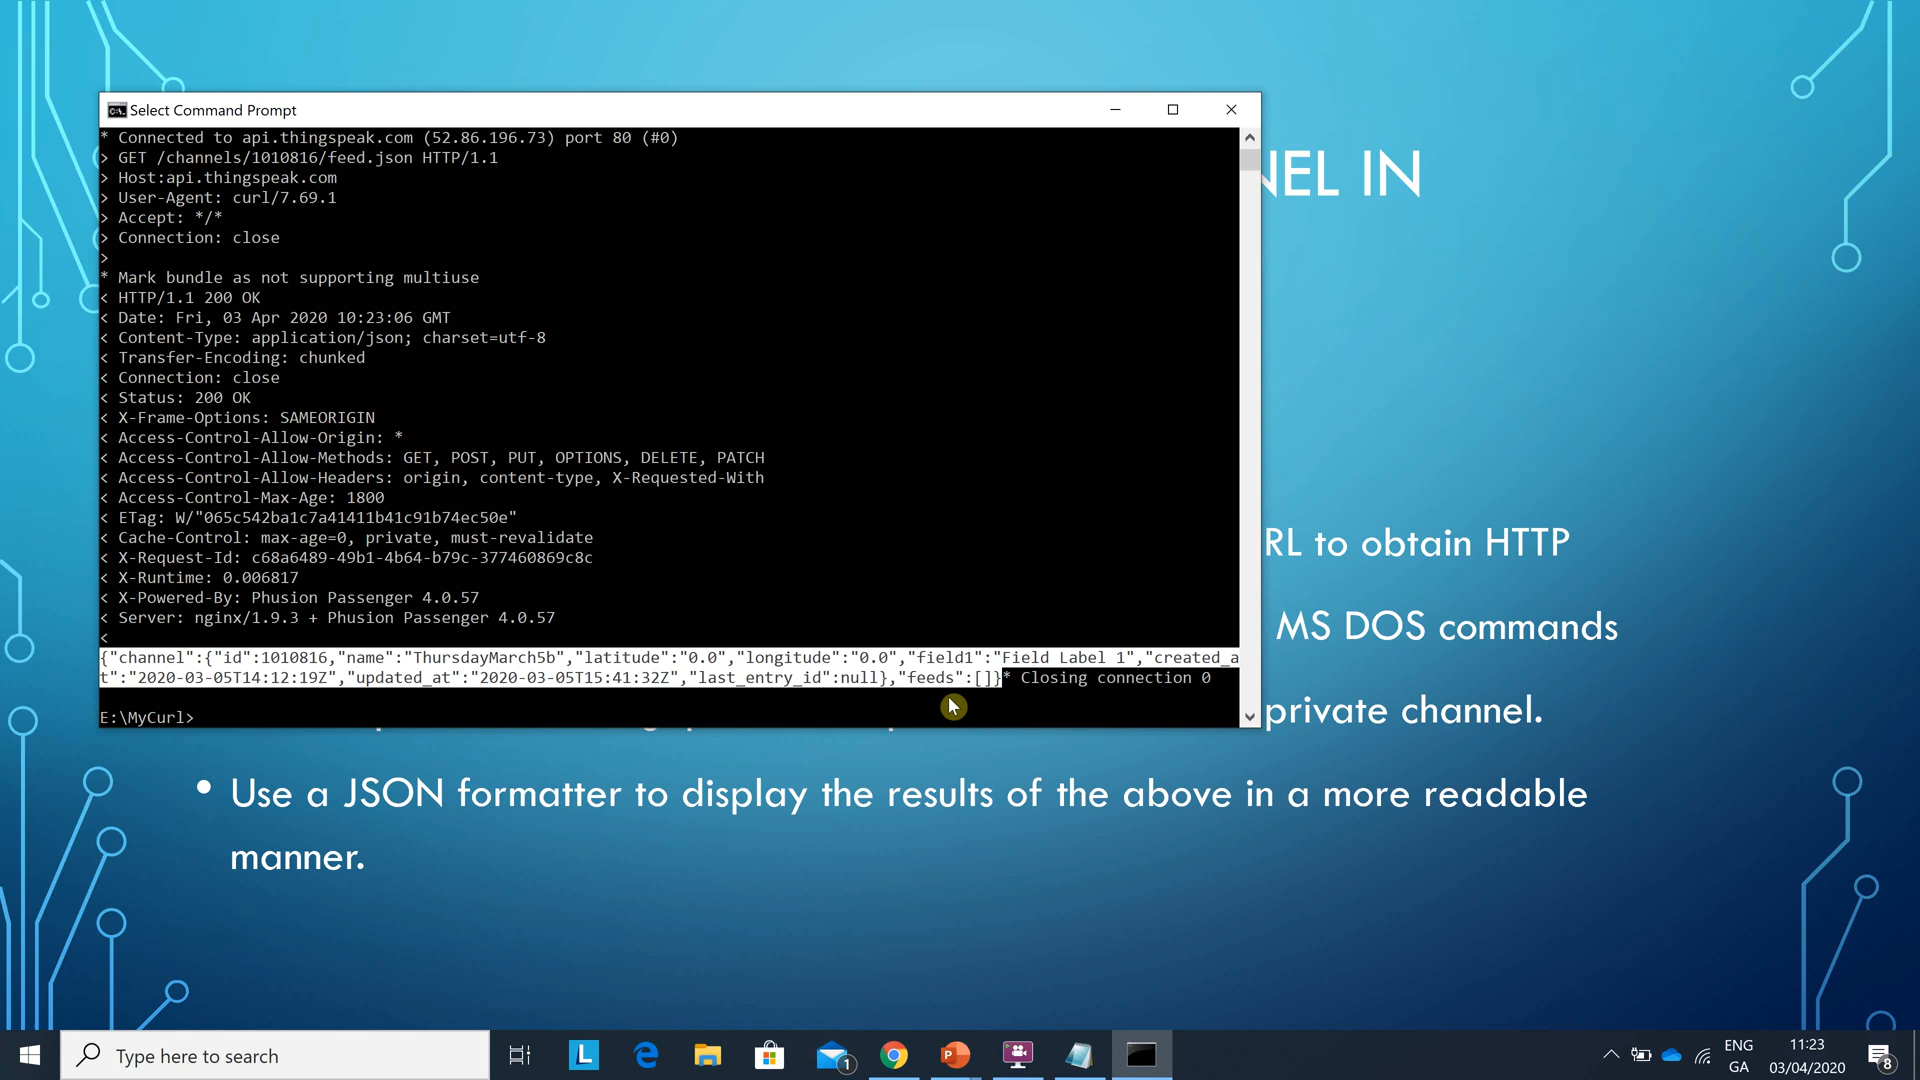 Select Command Prompt
* Connected to api.thingspeak.com (52.86.196.73) port 80 (#0)
> GET /channels/1010816/feed.json HTTP/1.1
> Host:api.thingspeak.com
> User-Agent: curl/7.69.1
> Accept: */*
> Connection: close
>
* Mark bundle as not supporting multiuse
< HTTP/1.1 200 OK
< Date: Fri, 03 Apr 2020 10:23:06 GMT
< Content-Type: application/json; charset=utf-8
< Transfer-Encoding: chunked
< Connection: close
< Status: 200 OK
< X-Frame-Options: SAMEORIGIN
< Access-Control-Allow-Origin: *
< Access-Control-Allow-Methods: GET, POST, PUT, OPTIONS, DELETE, PATCH
< Access-Control-Allow-Headers: origin, content-type, X-Requested-With
< Access-Control-Max-Age: 1800
< ETag: W/"065c542ba1c7a41411b41c91b74ec50e"
< Cache-Control: max-age=0, private, must-revalidate
< X-Request-Id: c68a6489-49b1-4b64-b79c-377460869c8c
< X-Runtime: 0.006817
< X-Powered-By: Phusion Passenger 4.0.57
< Server: nginx/1.9.3 + Phusion Passenger 4.0.57
<
{"channel":{"id":1010816,"name":"ThursdayMarch5b","latitude":"0.0","longitude":"0.0","field1":"Field Label 1","created_a
t":"2020-03-05T14:12:19Z","updated_at":"2020-03-05T15:41:32Z","last_entry_id":null},"feeds":[]}* Closing connection 0
E:\MyCurl>
NEL IN
RL to obtain HTTP
MS DOS commands
private channel.
• Use a JSON formatter to display the results of the above in a more readable
manner.
Type here to search
L
1
ENG
GA
11:23
03/04/2020
8